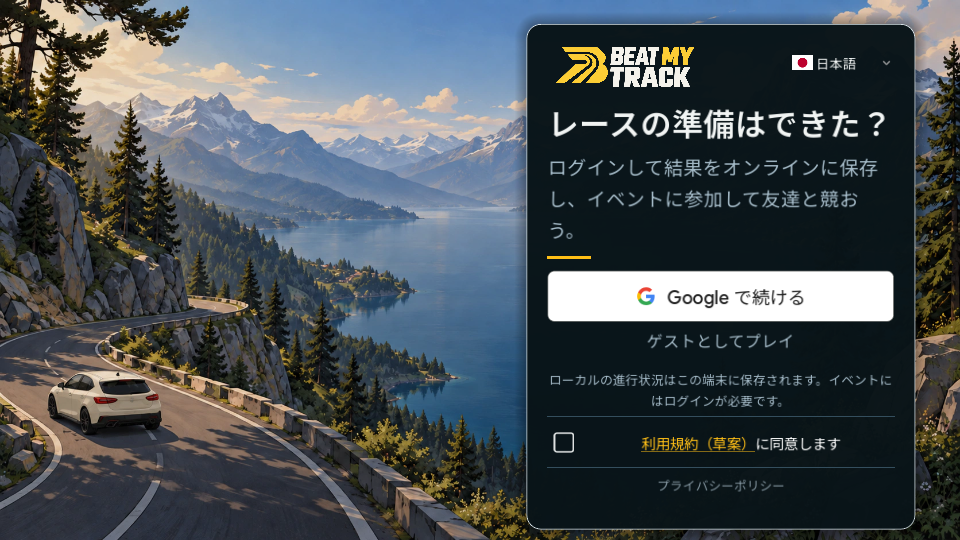 BEAT MY
TRACK
日本語
レースの準備はできた？
ログインして結果をオンラインに保存
し、イベントに参加して友達と競お
う。
Google で続ける
ゲストとしてプレイ
ローカルの進行状況はこの端末に保存されます。イベントに
はログインが必要です。
利用規約（草案）に同意します
プライバシーポリシー